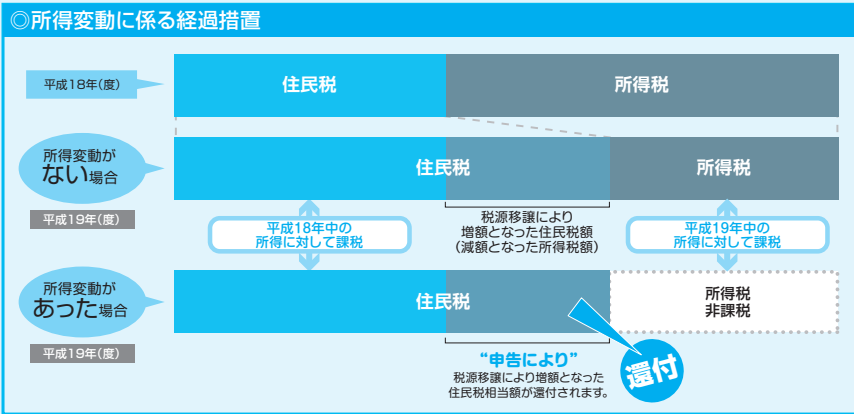 ◎所得変動に係る経過措置
平成18年(度)
住民税
所得税
所得変動が
ない場合
平成19年(度)
住民税
所得税
平成18年中の
所得に対して課税
税源移譲により
増額となった住民税額
(減額となった所得税額)
平成19年中の
所得に対して課税
所得変動が
あった場合
平成19年(度)
住民税
所得税
非課税
還付
“申告により”
税源移譲により増額となった
住民税相当額が還付されます。